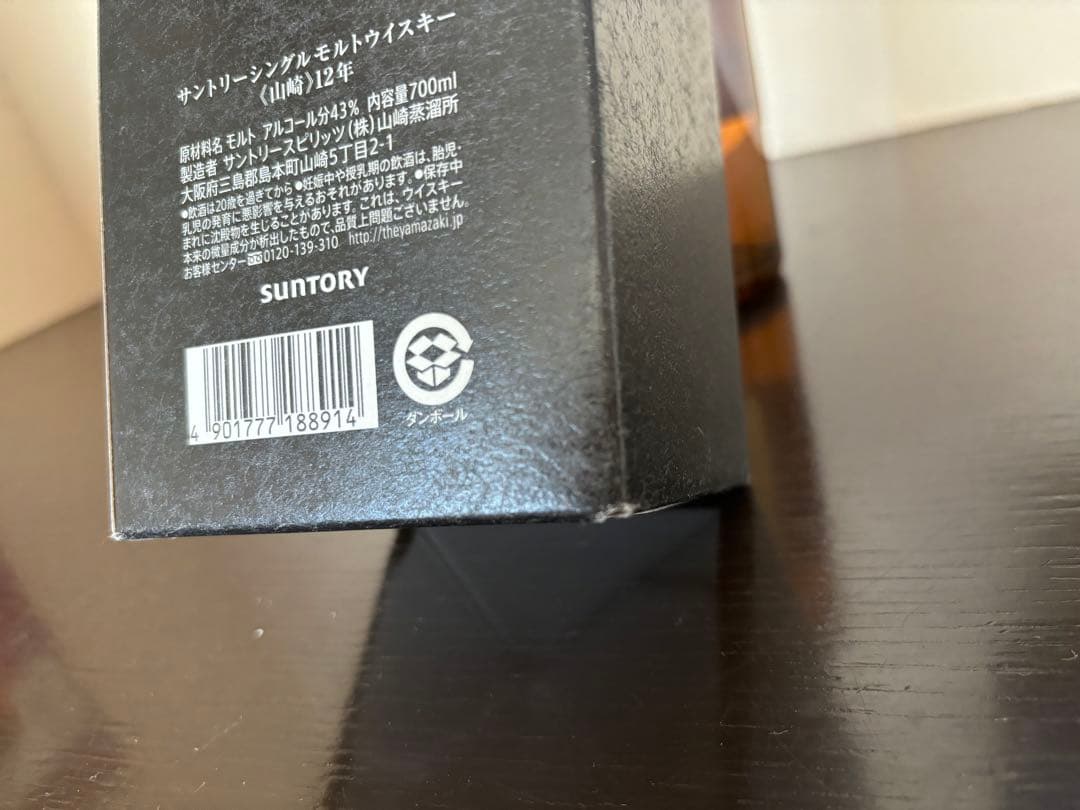 サントリーシングルモルトウイスキー
《山崎》12年
原材料名 モルト アルコール分43% 内容量700ml
製造者 サントリースピリッツ(株)山崎蒸溜所
大阪府三島郡島本町山崎5丁目2-1
●飲酒は20歳を過ぎてから ●妊娠中や授乳期の飲酒は、胎児・
乳児の発育に悪影響を与えるおそれがあります。●保存中
まれに沈殿物を生じることがあります。これは、ウイスキー
本来の微量成分が析出したもので、品質上問題ございません。
お客様センター 0120-139-310 http://theyamazaki.jp
SUNTORY
4 901777 188914
ダンボール